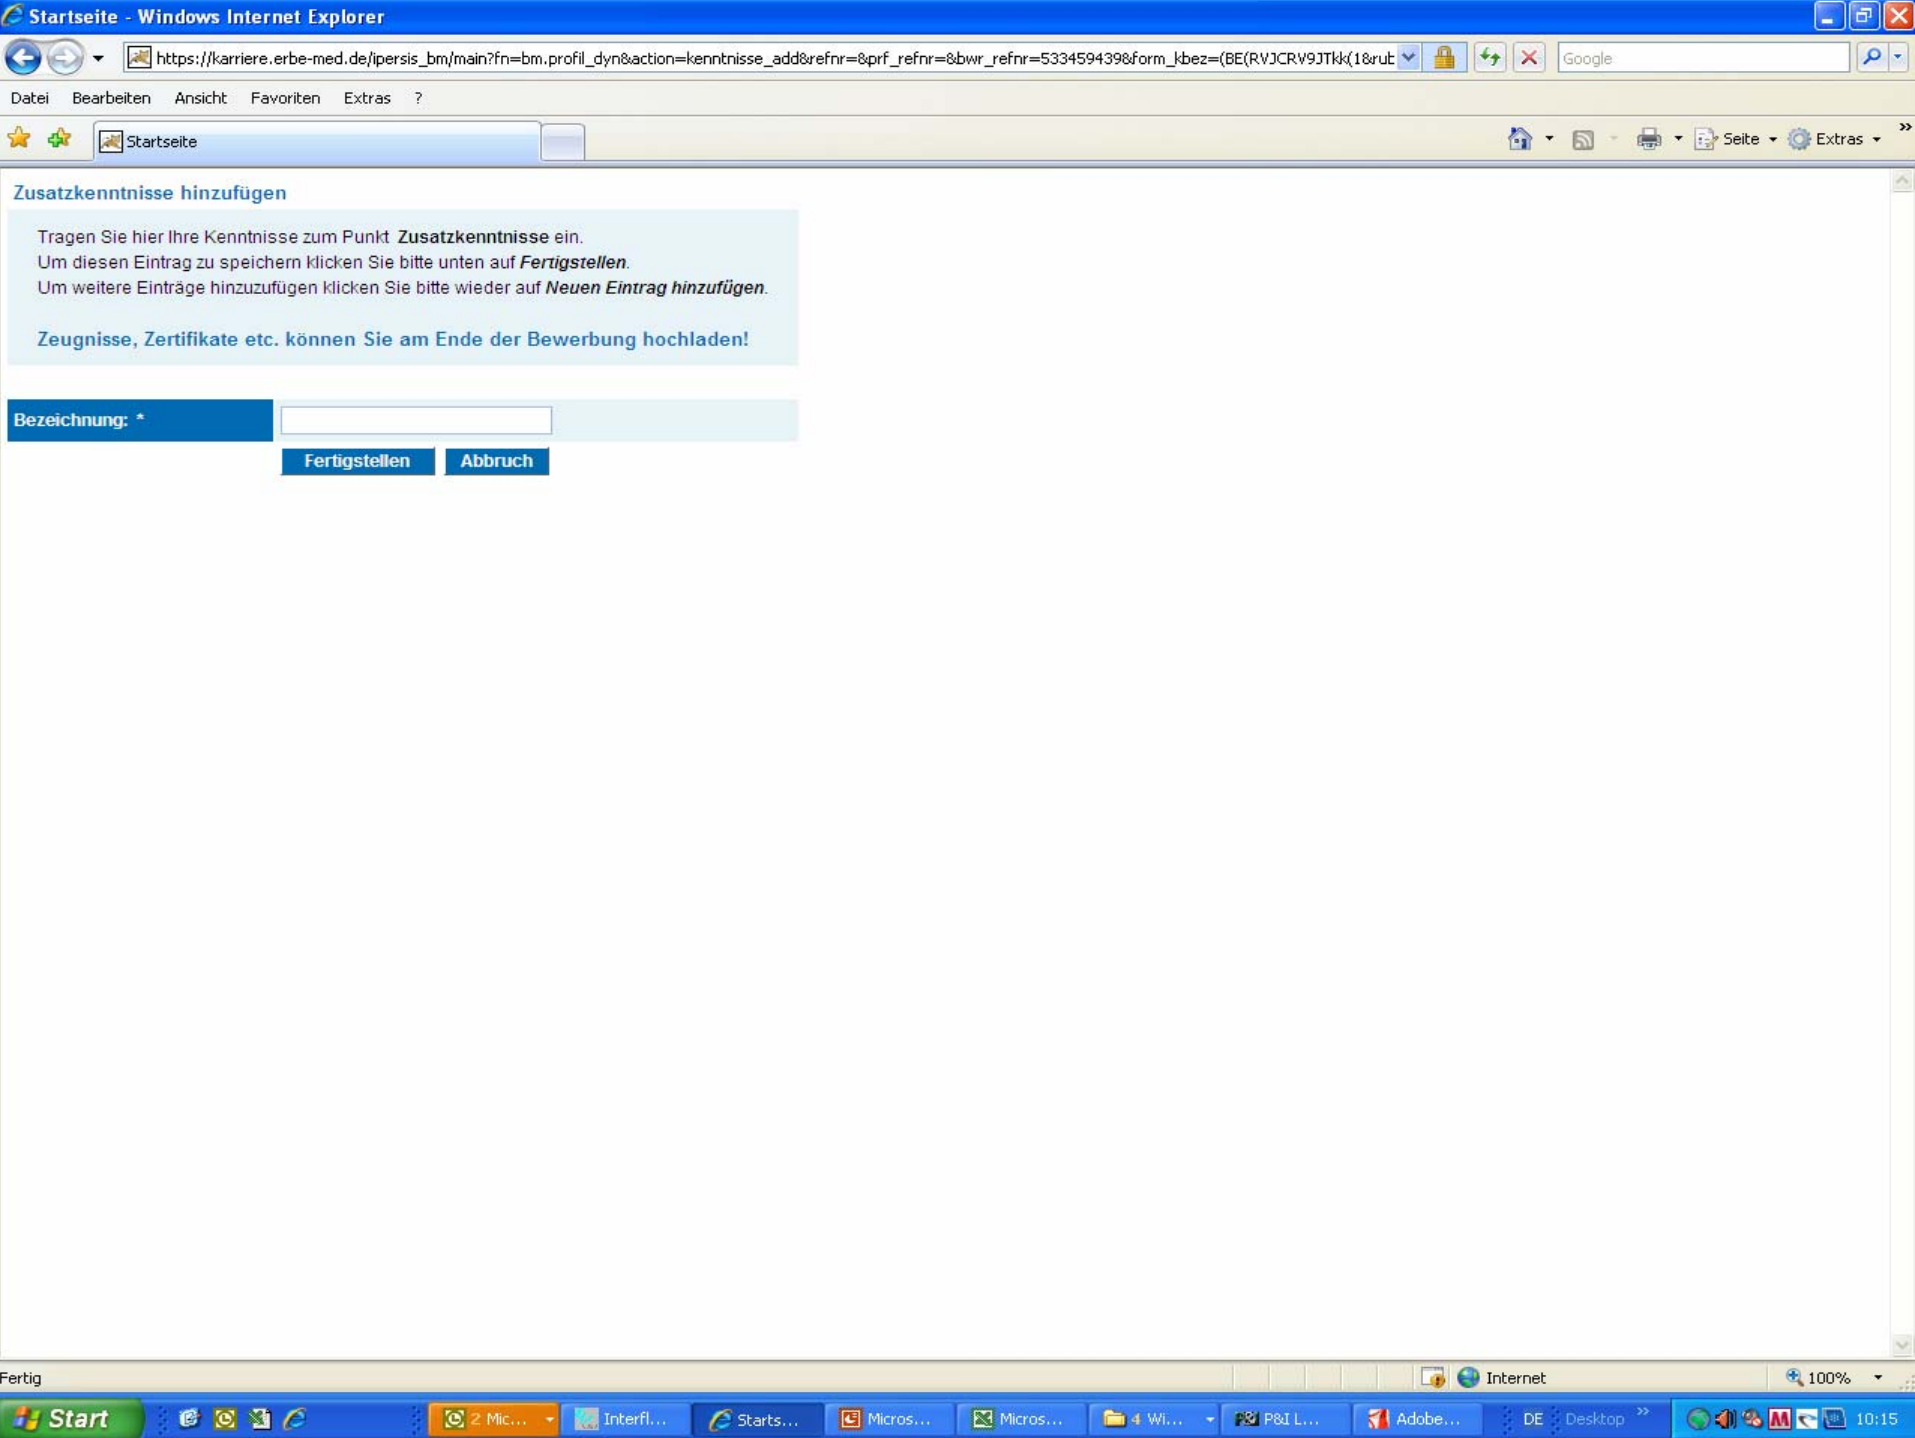 Startseite - Windows Internet Explorer
https://karriere.erbe-med.de/ipersis_bm/main?fn=bm.profil_dyn&action=kenntnisse_add&refnr=&prf_refnr=&bwr_refnr=533459439&form_kbez=(BE(RVJCRV9JTkk(1&rub
Google
Datei Bearbeiten Ansicht Favoriten Extras ?
Startseite
Seite Extras »
Zusatzkenntnisse hinzufügen
Tragen Sie hier Ihre Kenntnisse zum Punkt Zusatzkenntnisse ein.
Um diesen Eintrag zu speichern klicken Sie bitte unten auf Fertigstellen.
Um weitere Einträge hinzuzufügen klicken Sie bitte wieder auf Neuen Eintrag hinzufügen.
Zeugnisse, Zertifikate etc. können Sie am Ende der Bewerbung hochladen!
Bezeichnung: *
Fertigstellen Abbruch
Fertig Internet 100%
Start 2 Mic... Interfl... Starts... Micros... Micros... 4 Wi... P&I L... Adobe... DE Desktop » 10:15